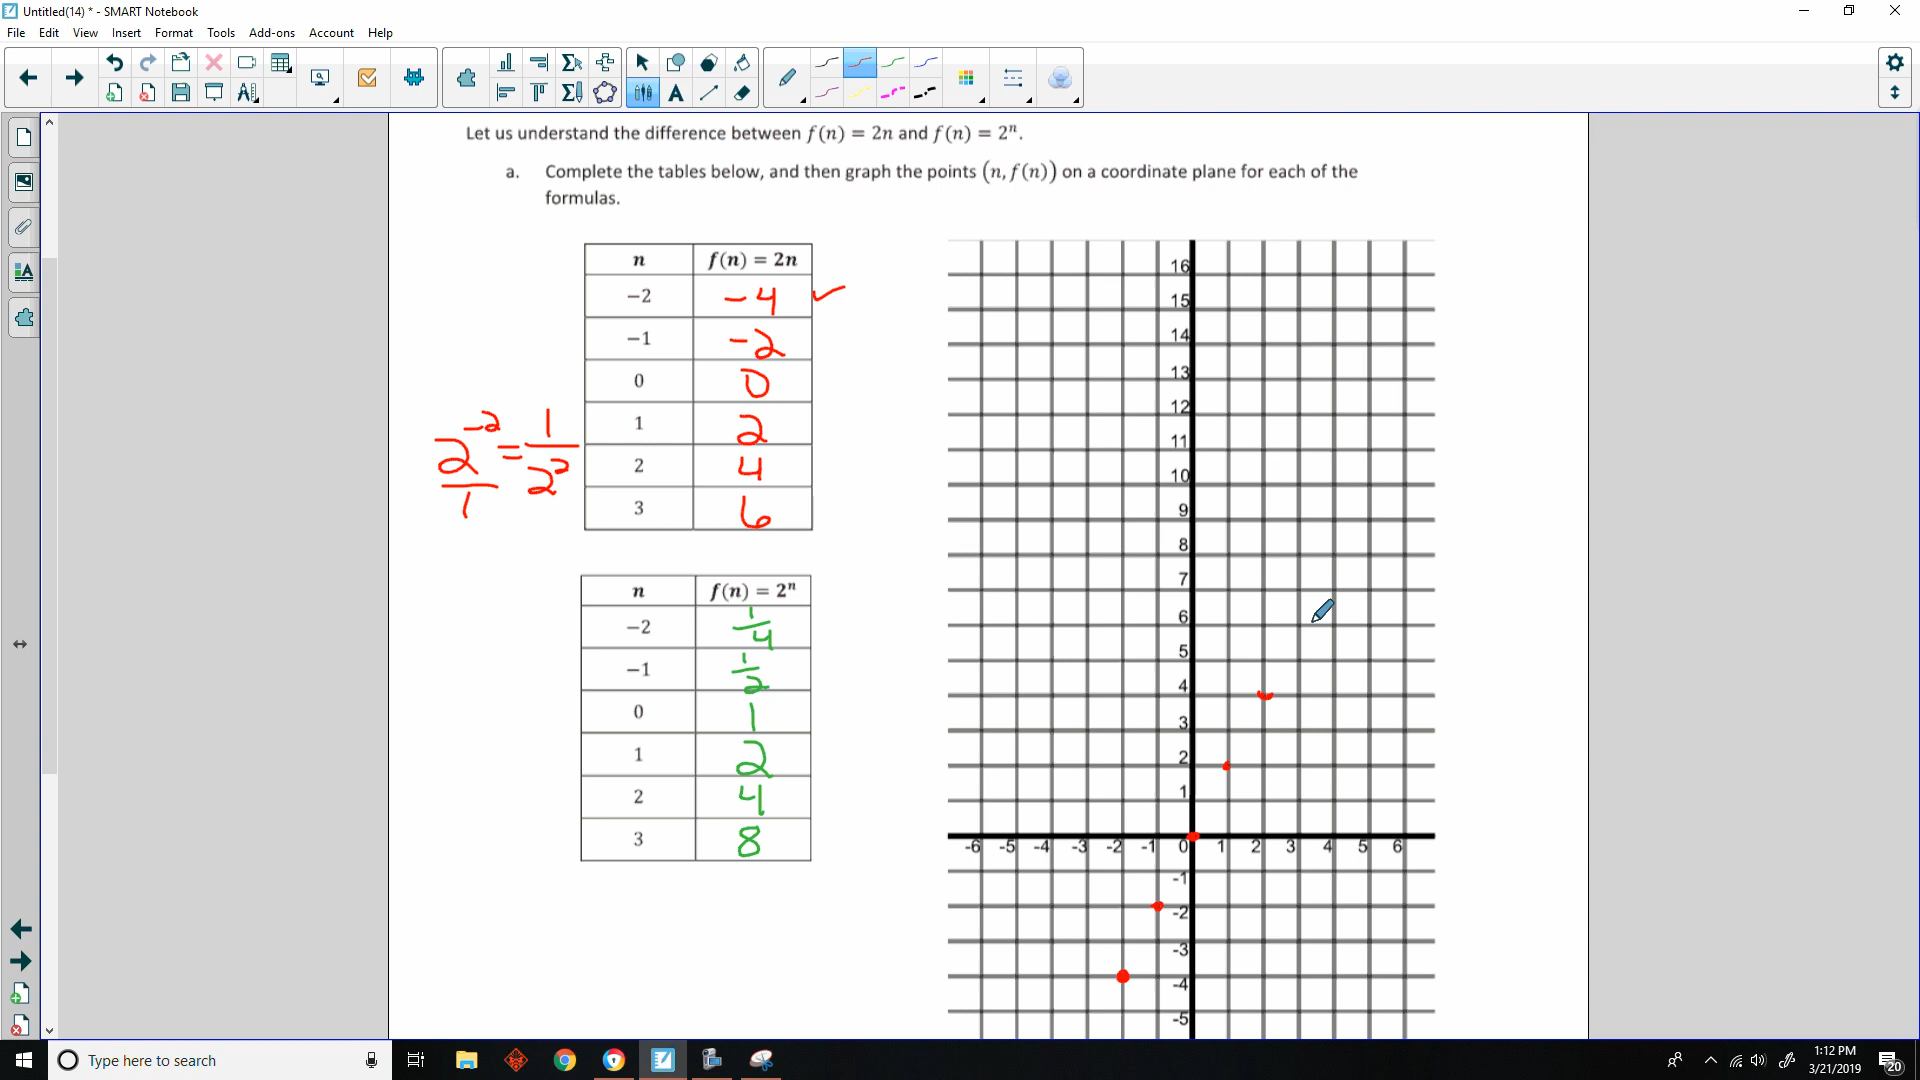 Untitled(14) * - SMART Notebook
File Edit View Insert Format Tools Add-ons Account Help
Let us understand the difference between f(n) = 2n and f(n) = 2ⁿ.
a. Complete the tables below, and then graph the points (n, f(n)) on a coordinate plane for each of the
formulas.
n f(n) = 2n
−2 −4 ✓
−1 −2
0 0
1 2
2 4
3 6
2⁻²/1 = 1/2²
n f(n) = 2ⁿ
−2 1/4
−1 1/2
0 1
1 2
2 4
3 8
16
15
14
13
12
11
10
9
8
7
6
5
4
3
2
1
-6 -5 -4 -3 -2 -1 0 1 2 3 4 5 6
-1
-2
-3
-4
-5
Type here to search
1:12 PM
3/21/2019
20